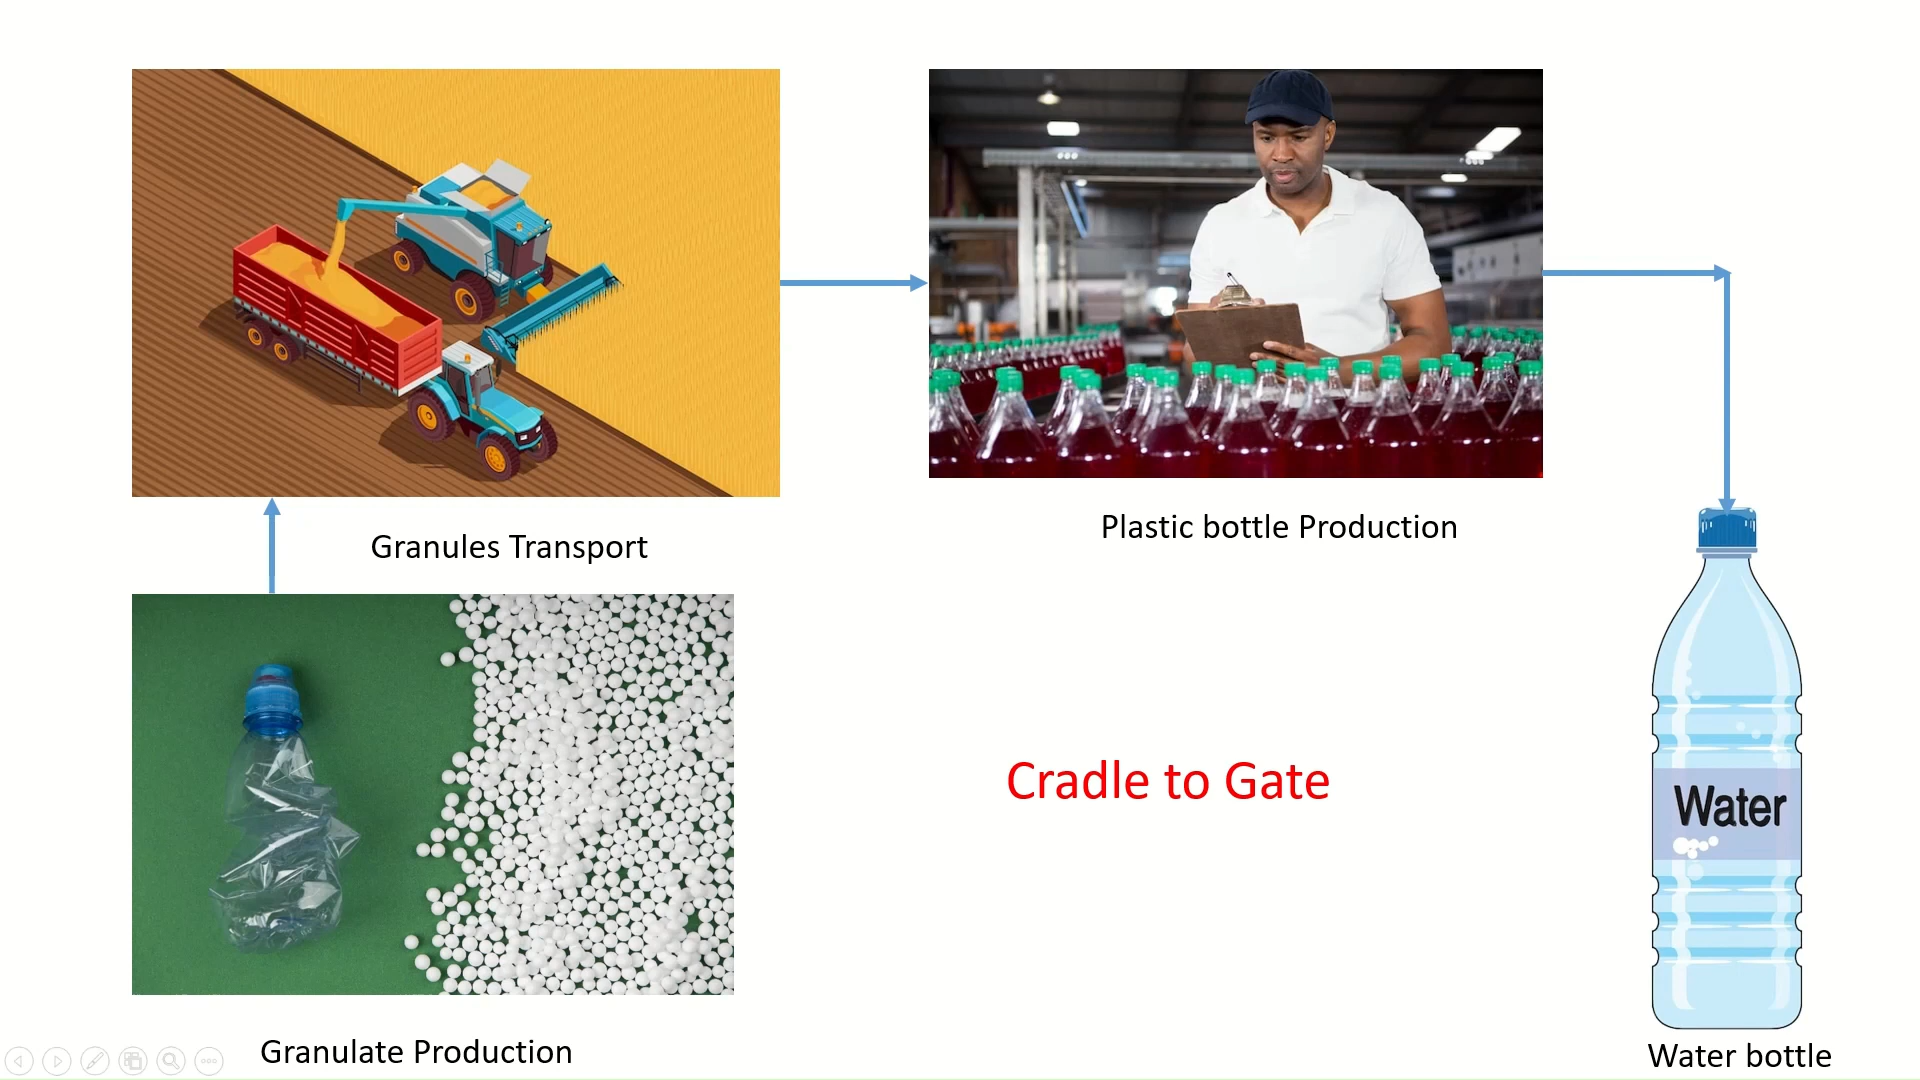 Granules Transport
Plastic bottle Production
Cradle to Gate
Water
Granulate Production
Water bottle